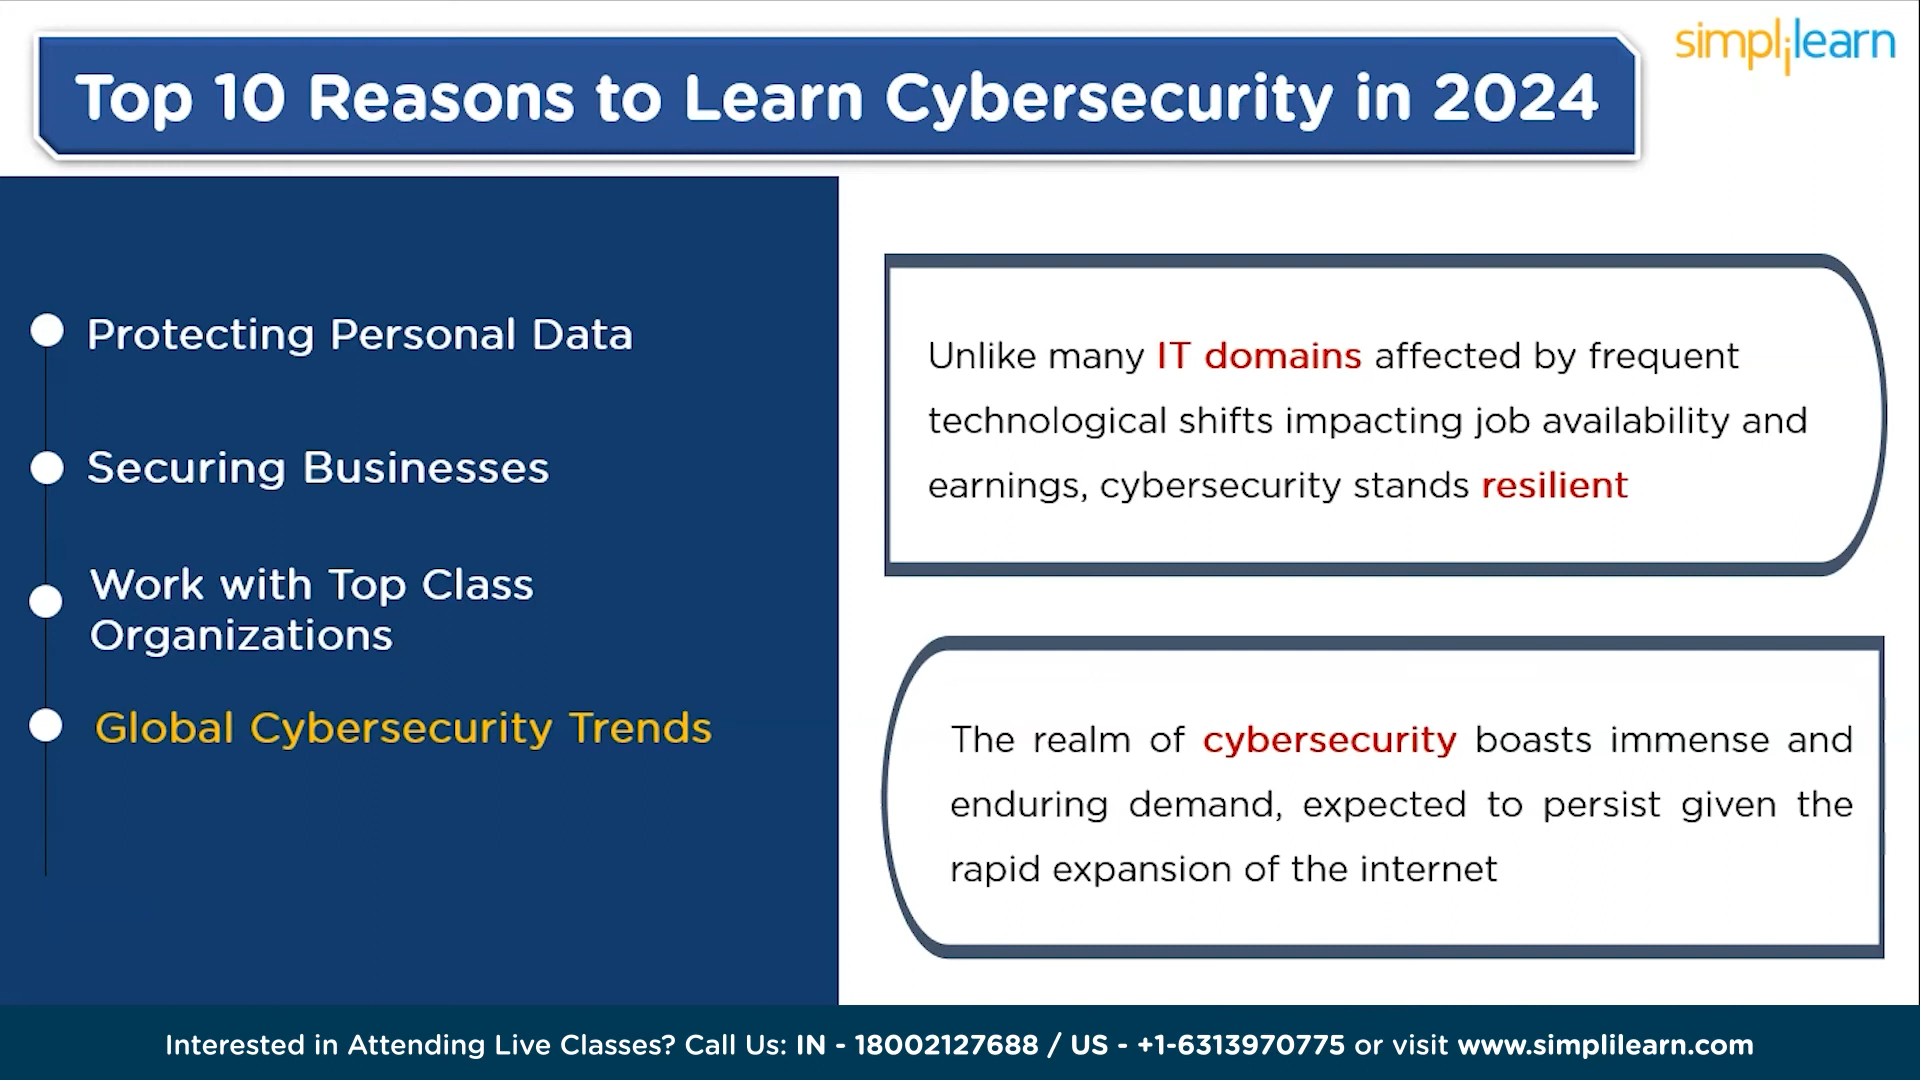 Top 10 Reasons to Learn Cybersecurity in 2024
simplilearn
Protecting Personal Data
Securing Businesses
Work with Top Class
Organizations
Global Cybersecurity Trends
Unlike many IT domains affected by frequent
technological shifts impacting job availability and
earnings, cybersecurity stands resilient
The realm of cybersecurity boasts immense and
enduring demand, expected to persist given the
rapid expansion of the internet
Interested in Attending Live Classes? Call Us: IN - 18002127688 / US - +1-6313970775 or visit www.simplilearn.com